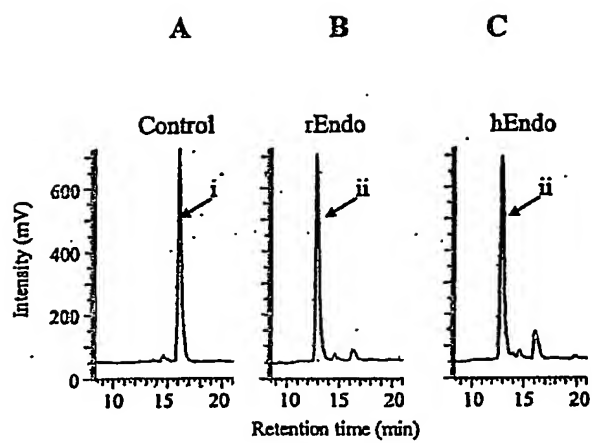 A B C
Control rEndo hEndo
i ii ii
Intensity (mV)
600
400
200
0
10 15 20 10 15 20 10 15 20
Retention time (min)